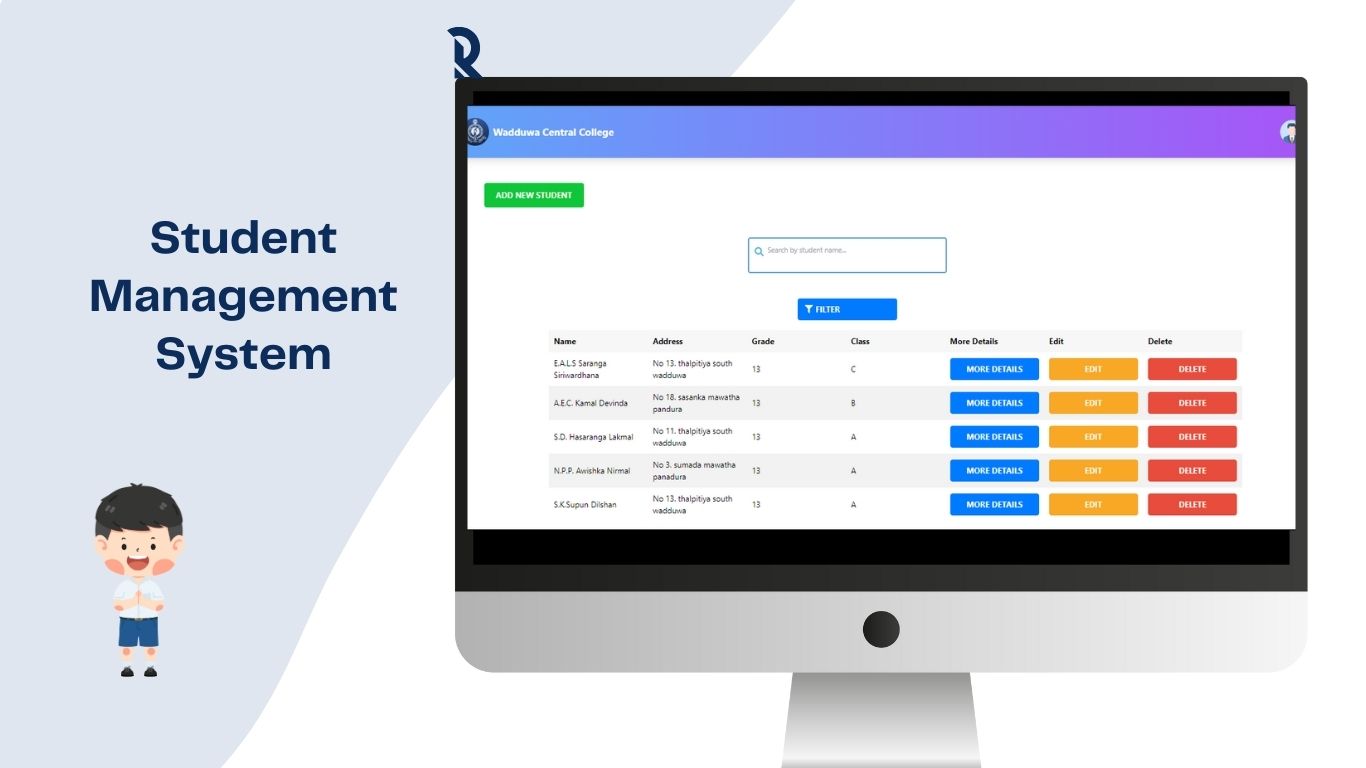 Student
Management
System
Wadduwa Central College
ADD NEW STUDENT
Search by student name...
FILTER
Name Address Grade Class More Details Edit Delete
E.A.L.S Saranga
Siriwardhana
No 13. thalpitiya south
wadduwa
13 C MORE DETAILS EDIT DELETE
A.E.C. Kamal Devinda
No 18. sasanka mawatha
pandura
13 B MORE DETAILS EDIT DELETE
S.D. Hasaranga Lakmal
No 11. thalpitiya south
wadduwa
13 A MORE DETAILS EDIT DELETE
N.P.P. Awishka Nirmal
No 3. sumada mawatha
panadura
13 A MORE DETAILS EDIT DELETE
S.K.Supun Dilshan
No 13. thalpitiya south
wadduwa
13 A MORE DETAILS EDIT DELETE